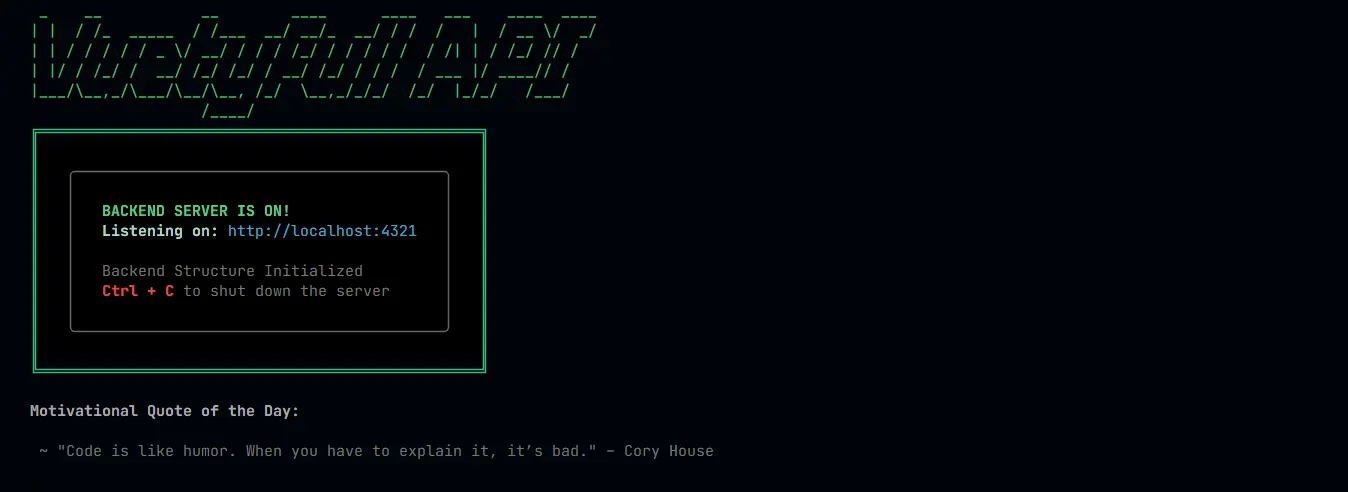 BACKEND SERVER IS ON!
Listening on: http://localhost:4321
Backend Structure Initialized
Ctrl + C to shut down the server
Motivational Quote of the Day:
~ "Code is like humor. When you have to explain it, it’s bad." – Cory House